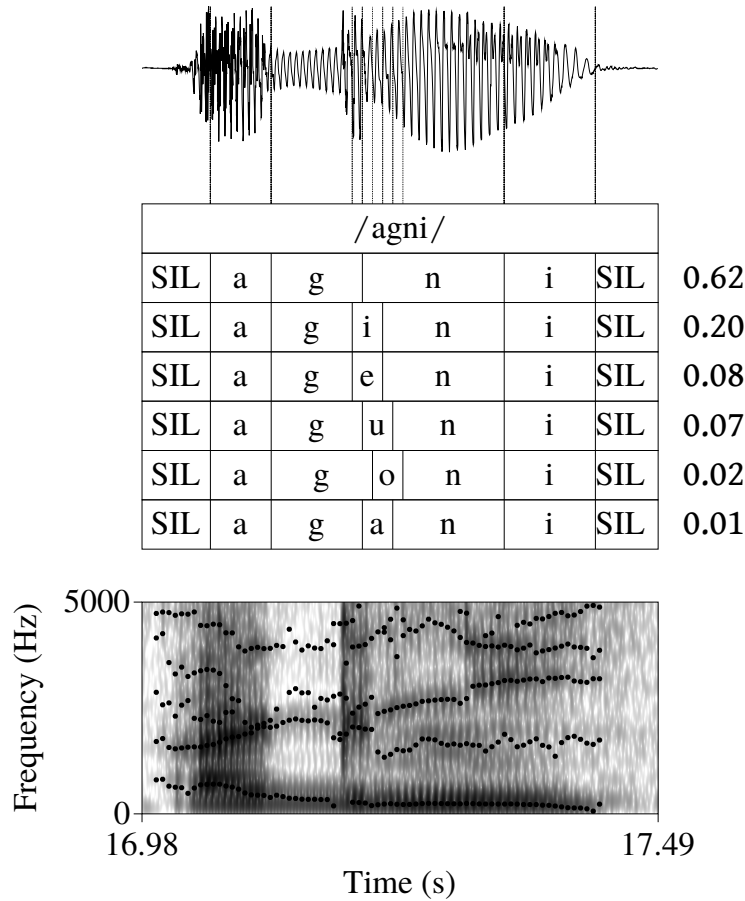 /agni/
SIL a g n i SIL 0.62
SIL a g i n i SIL 0.20
SIL a g e n i SIL 0.08
SIL a g u n i SIL 0.07
SIL a g o n i SIL 0.02
SIL a g a n i SIL 0.01
5000
Frequency (Hz)
0
16.98 17.49
Time (s)